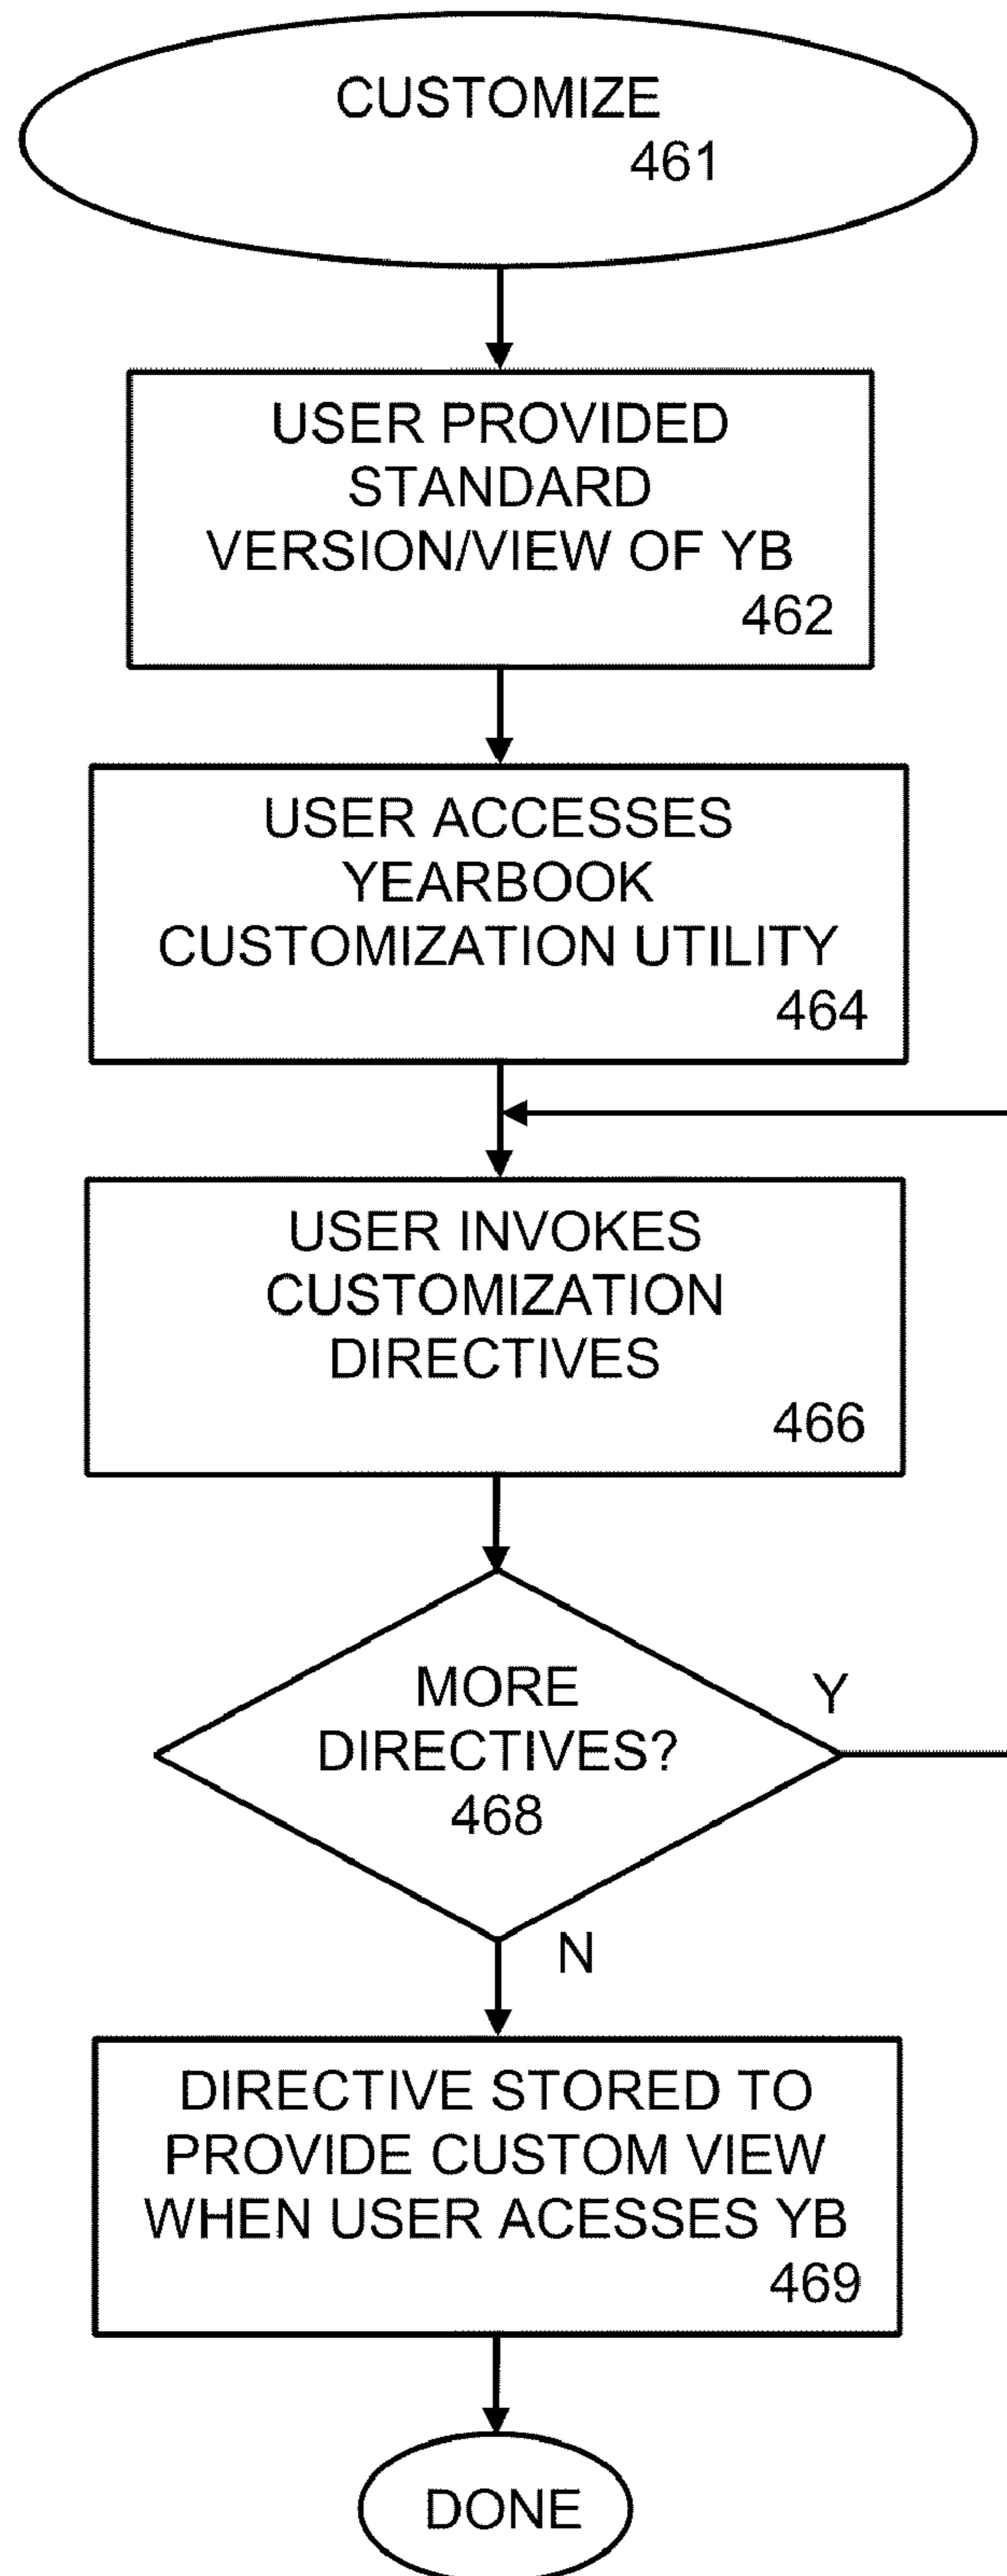 CUSTOMIZE
461
USER PROVIDED
STANDARD
VERSION/VIEW OF YB
462
USER ACCESSES
YEARBOOK
CUSTOMIZATION UTILITY
464
USER INVOKES
CUSTOMIZATION
DIRECTIVES
466
MORE
DIRECTIVES?
468
Y
N
DIRECTIVE STORED TO
PROVIDE CUSTOM VIEW
WHEN USER ACESSES YB
469
DONE